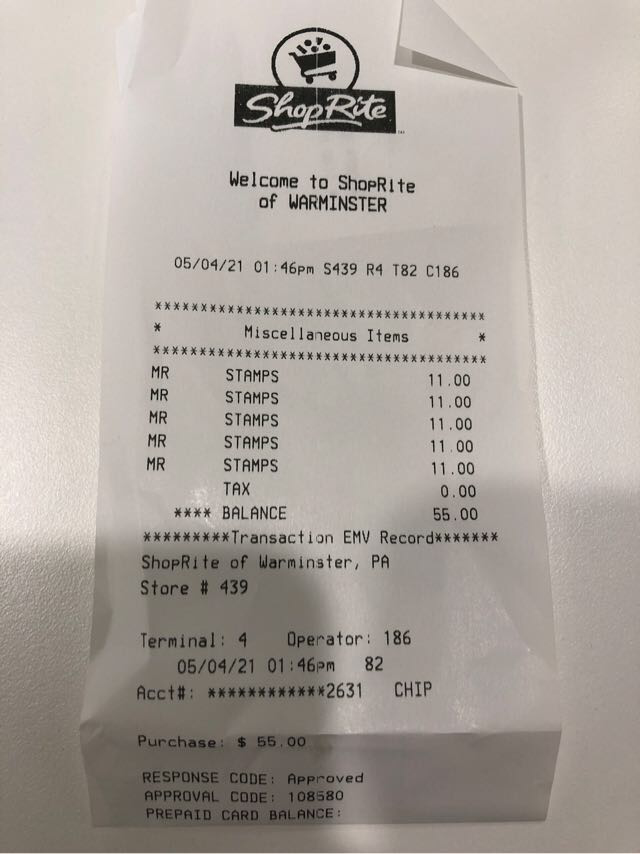 ShopRite
Welcome to ShopRite
of WARMINSTER
05/04/21 01:46pm S439 R4 T82 C186
***********************************
* Miscellaneous Items *
***********************************
MR STAMPS 11.00
MR STAMPS 11.00
MR STAMPS 11.00
MR STAMPS 11.00
MR STAMPS 11.00
TAX 0.00
**** BALANCE 55.00
*********Transaction EMV Record*******
ShopRite of Warminster, PA
Store # 439
Terminal: 4 Operator: 186
05/04/21 01:46pm 82
Acct#: ************2631 CHIP
Purchase: $ 55.00
RESPONSE CODE: Approved
APPROVAL CODE: 108580
PREPAID CARD BALANCE: